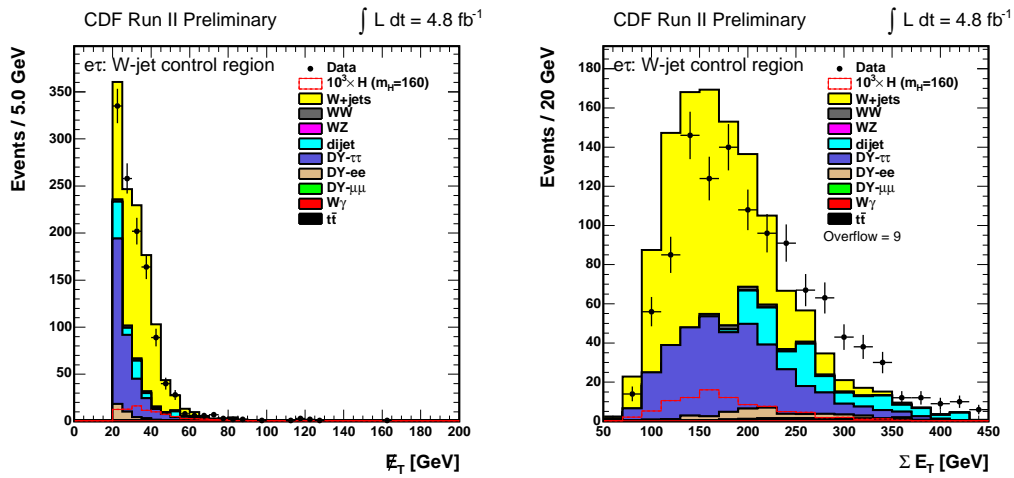 CDF Run II Preliminary
∫ L dt = 4.8 fb⁻¹
Events / 5.0 GeV
eτ: W-jet control region
Data
10³× H (m_H=160)
W+jets
WW
WZ
dijet
DY-ττ
DY-ee
DY-μμ
Wγ
tt̄
350
300
250
200
150
100
50
0
0 20 40 60 80 100 120 140 160 180 200
E̸_T [GeV]
CDF Run II Preliminary
∫ L dt = 4.8 fb⁻¹
Events / 20 GeV
eτ: W-jet control region
Data
10³× H (m_H=160)
W+jets
WW
WZ
dijet
DY-ττ
DY-ee
DY-μμ
Wγ
tt̄
Overflow = 9
180
160
140
120
100
80
60
40
20
0
50 100 150 200 250 300 350 400 450
Σ E_T [GeV]